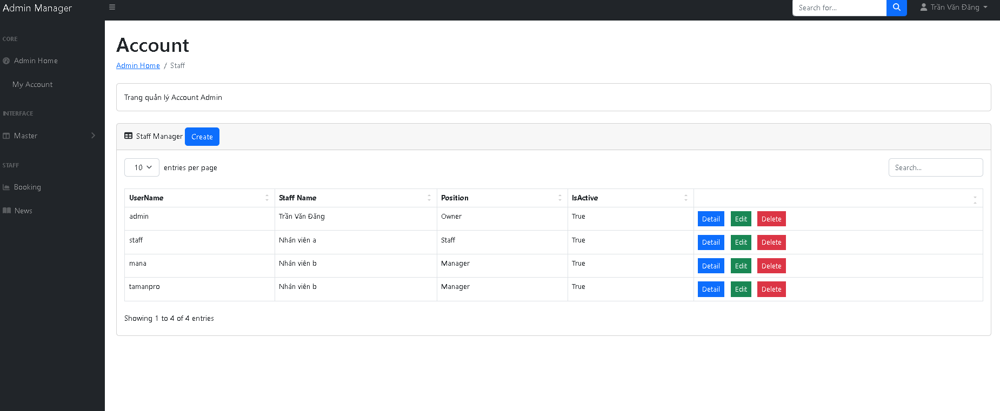 Admin Manager
Search for...
Trần Văn Đăng
CORE
Admin Home
My Account
INTERFACE
Master
STAFF
Booking
News
Account
Admin Home / Staff
Trang quản lý Account Admin
Staff Manager Create
10 entries per page
Search...
UserName Staff Name Position IsActive
admin Trần Văn Đăng Owner True Detail Edit Delete
staff Nhân viên a Staff True Detail Edit Delete
mana Nhân viên b Manager True Detail Edit Delete
tamanpro Nhân viên b Manager True Detail Edit Delete
Showing 1 to 4 of 4 entries